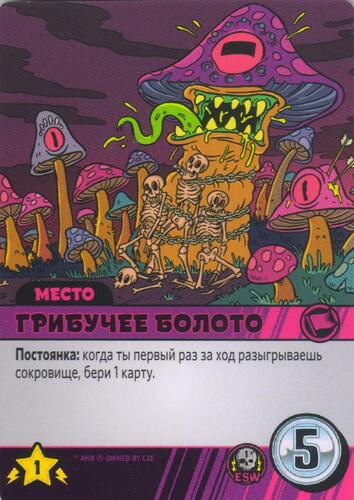 МЕСТО
ГРИБУЧЕЕ БОЛОТО
Постоянка: когда ты первый раз за ход разыгрываешь
сокровище, бери 1 карту.
1
™ AND ® OWNED BY CZE
ESW
5